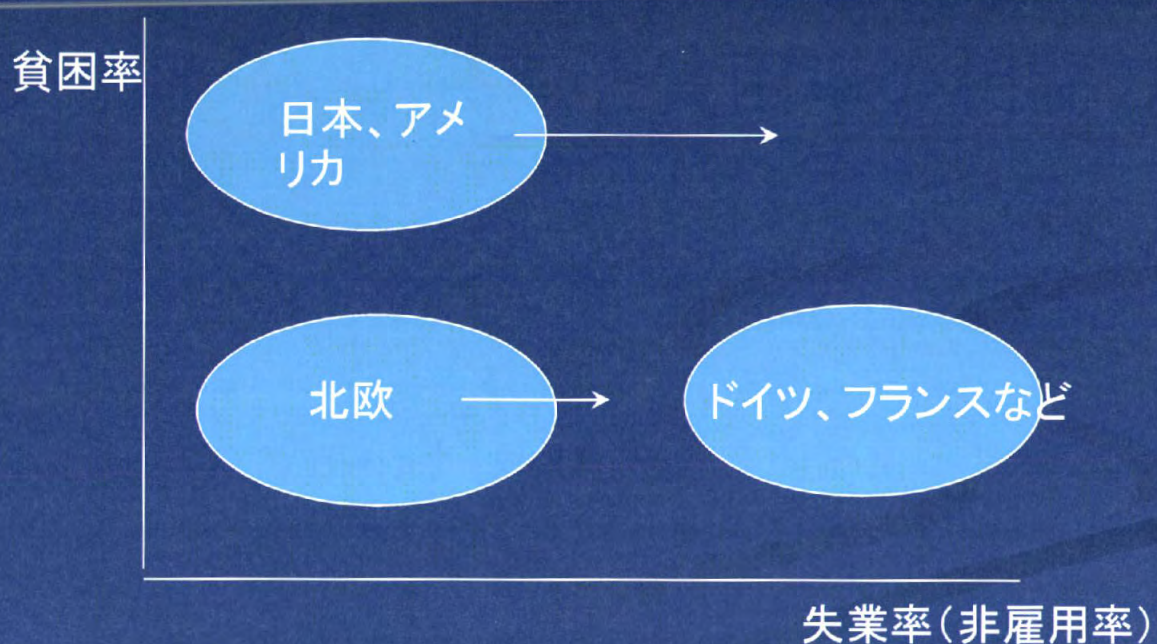 貧困率
日本、アメ
リカ
北欧
ドイツ、フランスなど
失業率(非雇用率)